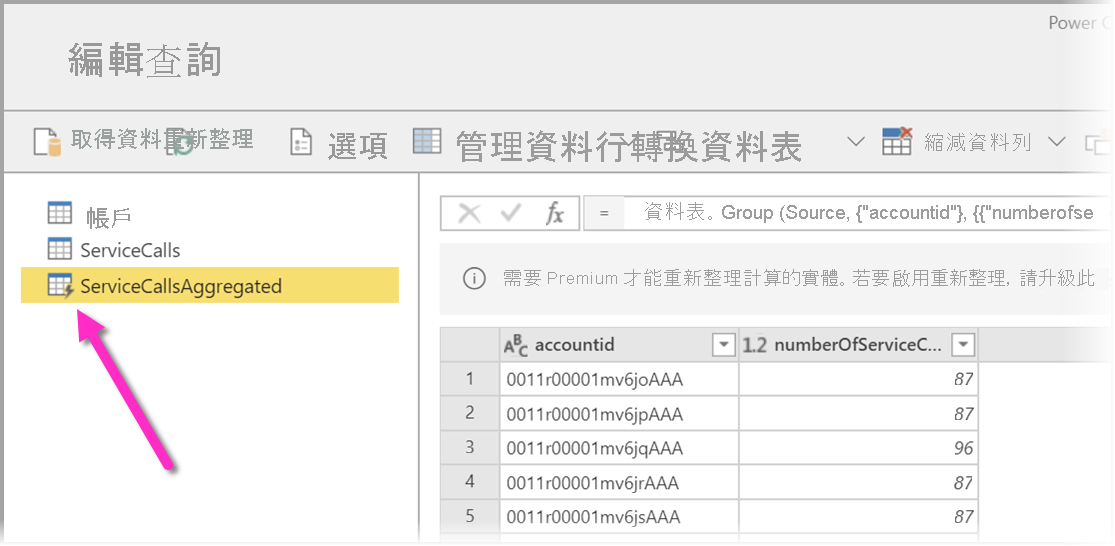 Power
編輯查詢
取得資料重新整理 選項 管理資料行轉換資料表 縮減資料列
帳戶
ServiceCalls
ServiceCallsAggregated
fx = 資料表。Group (Source, {"accountid"}, {{"numberofse
需要 Premium 才能重新整理計算的實體。若要啟用重新整理, 請升級此
ABC accountid 1.2 numberOfServiceC...
1 0011r00001mv6joAAA 87
2 0011r00001mv6jpAAA 87
3 0011r00001mv6jqAAA 96
4 0011r00001mv6jrAAA 87
5 0011r00001mv6jsAAA 87